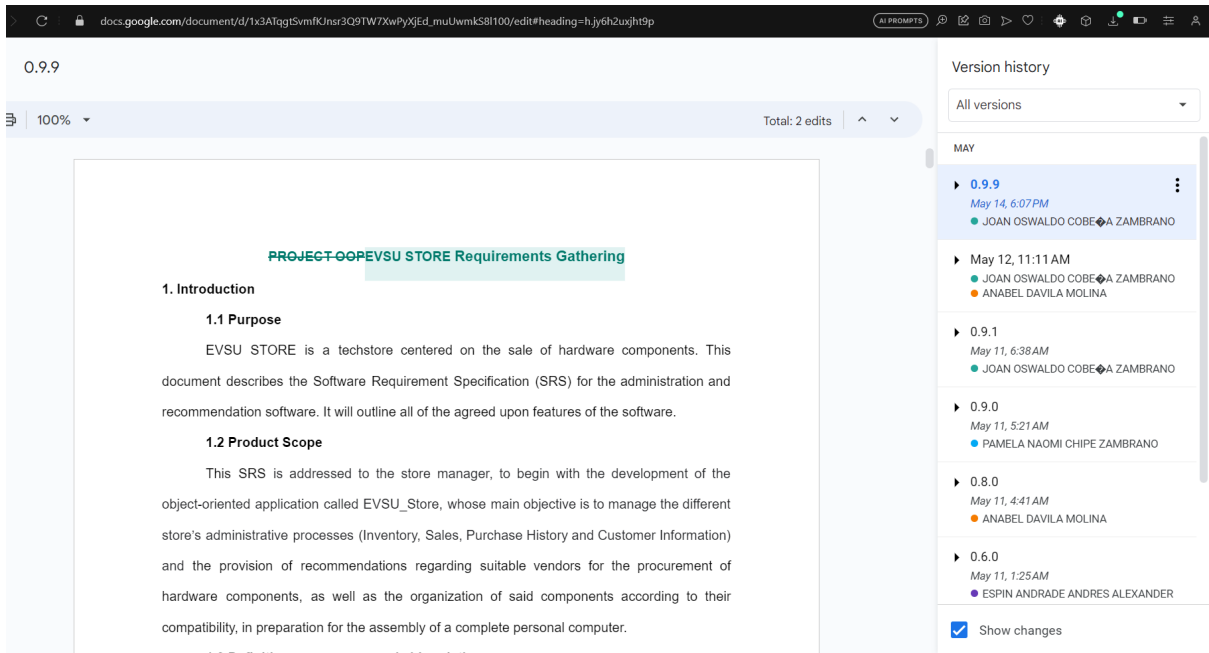 docs.google.com/document/d/1x3ATqgtSvmfKJnsr3Q9TW7XwPyXjEd_muUwmkS8l100/edit#heading=h.jy6h2uxjht9p
AI PROMPTS
0.9.9
100%
Total: 2 edits
PROJECT OOPEVSU STORE Requirements Gathering
1. Introduction
1.1 Purpose
EVSU STORE is a techstore centered on the sale of hardware components. This
document describes the Software Requirement Specification (SRS) for the administration and
recommendation software. It will outline all of the agreed upon features of the software.
1.2 Product Scope
This SRS is addressed to the store manager, to begin with the development of the
object-oriented application called EVSU_Store, whose main objective is to manage the different
store's administrative processes (Inventory, Sales, Purchase History and Customer Information)
and the provision of recommendations regarding suitable vendors for the procurement of
hardware components, as well as the organization of said components according to their
compatibility, in preparation for the assembly of a complete personal computer.
Version history
All versions
MAY
0.9.9
May 14, 6:07 PM
JOAN OSWALDO COBE�A ZAMBRANO
May 12, 11:11 AM
JOAN OSWALDO COBE�A ZAMBRANO
ANABEL DAVILA MOLINA
0.9.1
May 11, 6:38 AM
JOAN OSWALDO COBE�A ZAMBRANO
0.9.0
May 11, 5:21 AM
PAMELA NAOMI CHIPE ZAMBRANO
0.8.0
May 11, 4:41 AM
ANABEL DAVILA MOLINA
0.6.0
May 11, 1:25 AM
ESPIN ANDRADE ANDRES ALEXANDER
Show changes